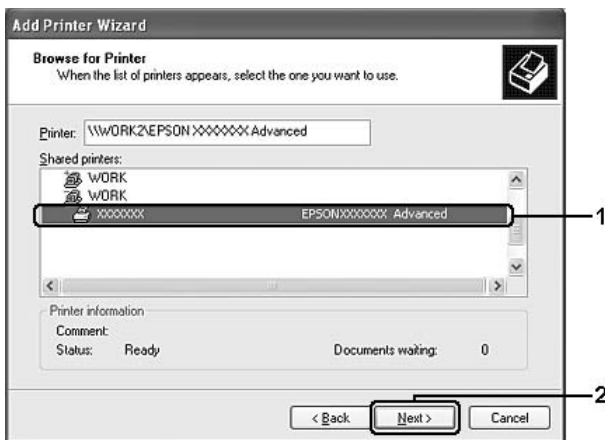 Add Printer Wizard
Browse for Printer
When the list of printers appears, select the one you want to use.
Printer: \\WORK2\EPSON XXXXXXX Advanced
Shared printers:
WORK
WORK
XXXXXXX EPSONXXXXXXX Advanced 1
Printer information
Comment:
Status: Ready Documents waiting: 0
2
< Back Next > Cancel